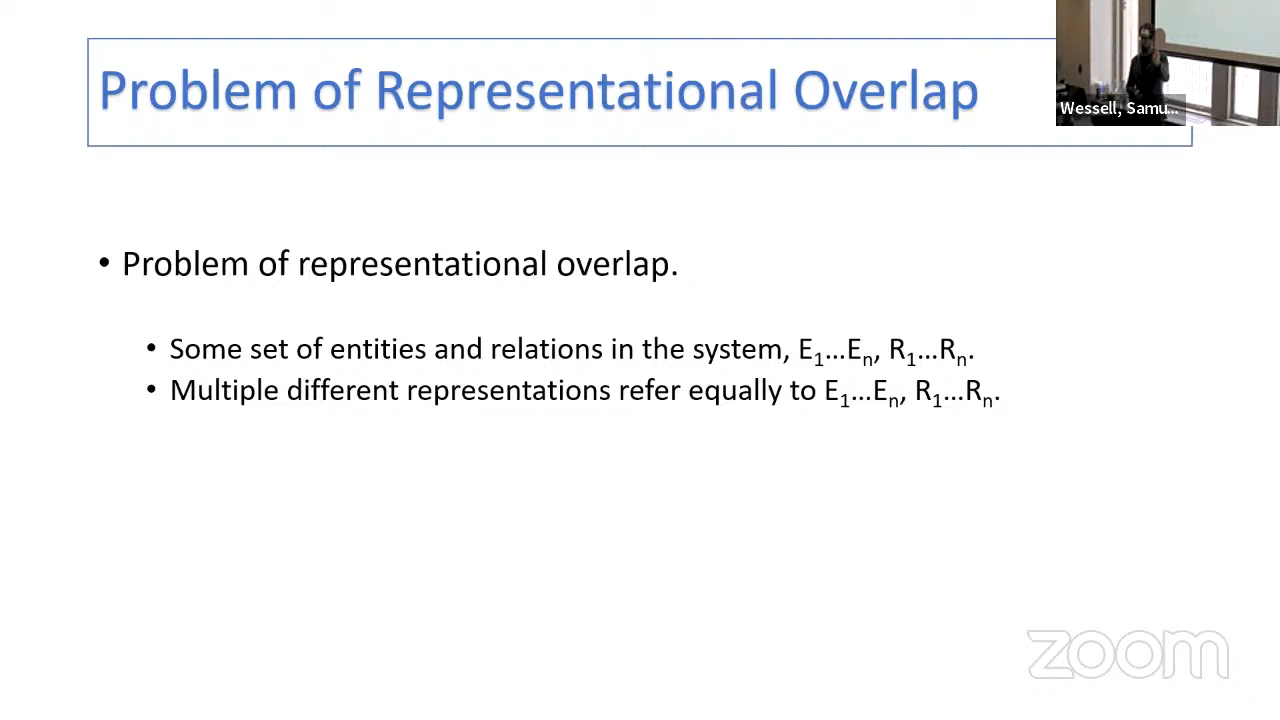 Problem of Representational Overlap
Wessell, Samu...
• Problem of representational overlap.
• Some set of entities and relations in the system, E₁…Eₙ, R₁…Rₙ.
• Multiple different representations refer equally to E₁…Eₙ, R₁…Rₙ.
zoom